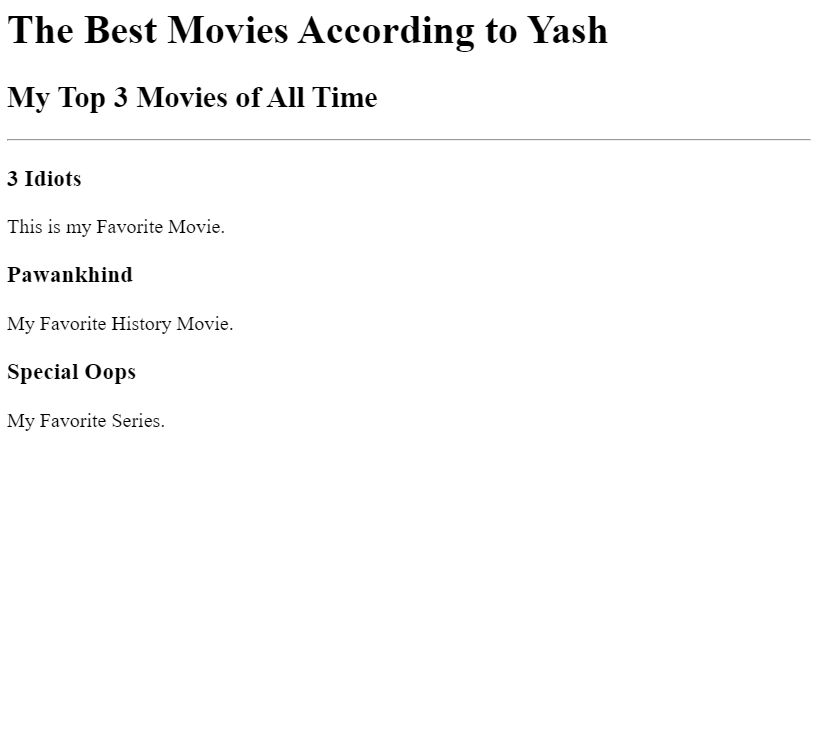 The Best Movies According to Yash
My Top 3 Movies of All Time
3 Idiots
This is my Favorite Movie.
Pawankhind
My Favorite History Movie.
Special Oops
My Favorite Series.